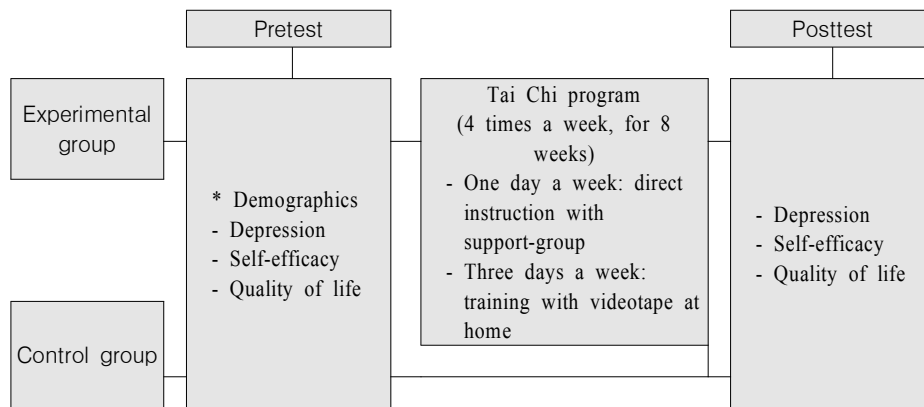 Pretest
Posttest
Experimental
group
* Demographics
- Depression
- Self-efficacy
- Quality of life
Tai Chi program
(4 times a week, for 8
weeks)
- One day a week: direct
instruction with
support-group
- Three days a week:
training with videotape at
home
- Depression
- Self-efficacy
- Quality of life
Control group